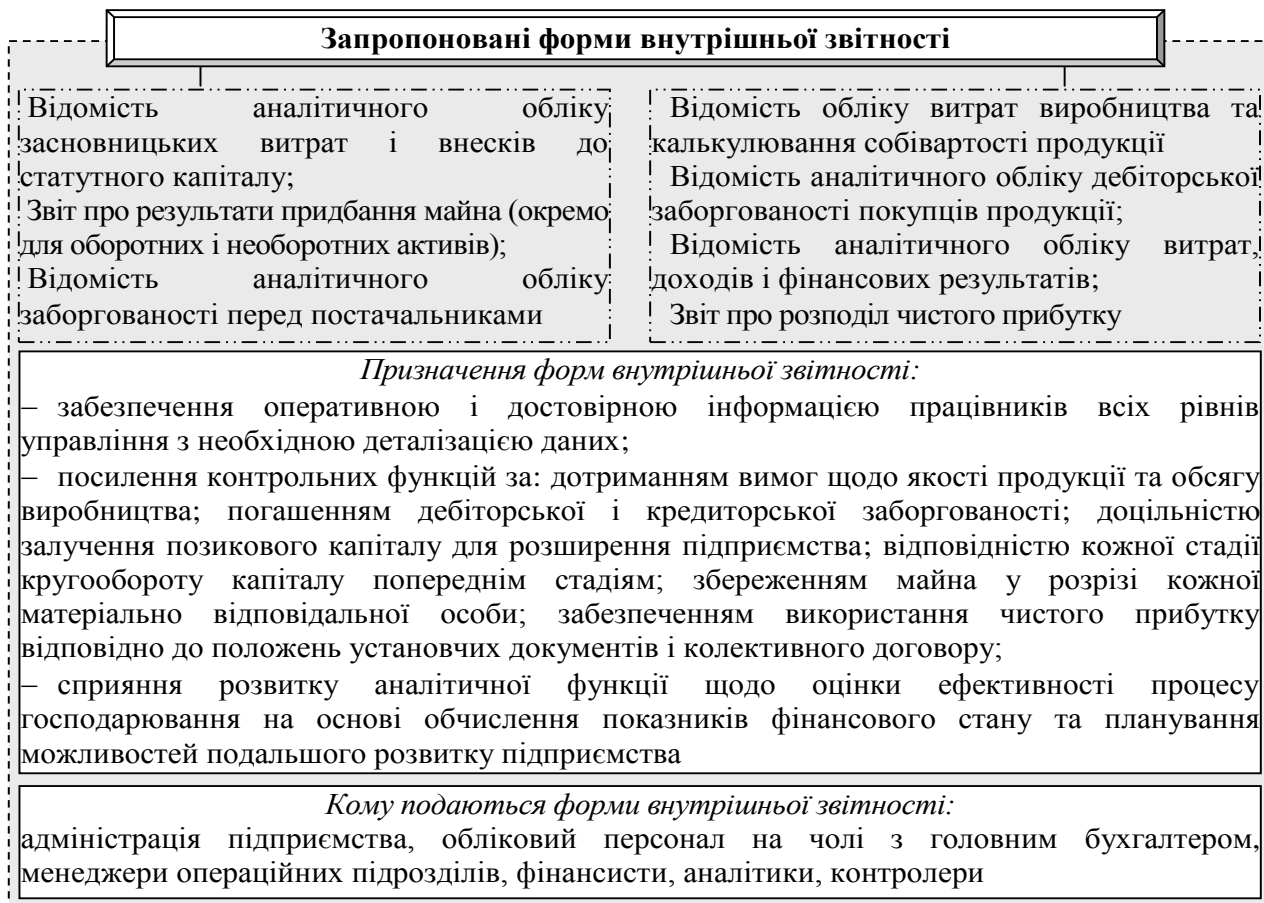 Запропоновані форми внутрішньої звітності
Відомість аналітичного обліку
засновницьких витрат і внесків до
статутного капіталу;
Звіт про результати придбання майна (окремо
для оборотних і необоротних активів);
Відомість аналітичного обліку
заборгованості перед постачальниками
Відомість обліку витрат виробництва та
калькулювання собівартості продукції
Відомість аналітичного обліку дебіторської
заборгованості покупців продукції;
Відомість аналітичного обліку витрат,
доходів і фінансових результатів;
Звіт про розподіл чистого прибутку
Призначення форм внутрішньої звітності:
– забезпечення оперативною і достовірною інформацією працівників всіх рівнів
управління з необхідною деталізацією даних;
– посилення контрольних функцій за: дотриманням вимог щодо якості продукції та обсягу
виробництва; погашенням дебіторської і кредиторської заборгованості; доцільністю
залучення позикового капіталу для розширення підприємства; відповідністю кожної стадії
кругообороту капіталу попереднім стадіям; збереженням майна у розрізі кожної
матеріально відповідальної особи; забезпеченням використання чистого прибутку
відповідно до положень установчих документів і колективного договору;
– сприяння розвитку аналітичної функції щодо оцінки ефективності процесу
господарювання на основі обчислення показників фінансового стану та планування
можливостей подальшого розвитку підприємства
Кому подаються форми внутрішньої звітності:
адміністрація підприємства, обліковий персонал на чолі з головним бухгалтером,
менеджери операційних підрозділів, фінансисти, аналітики, контролери